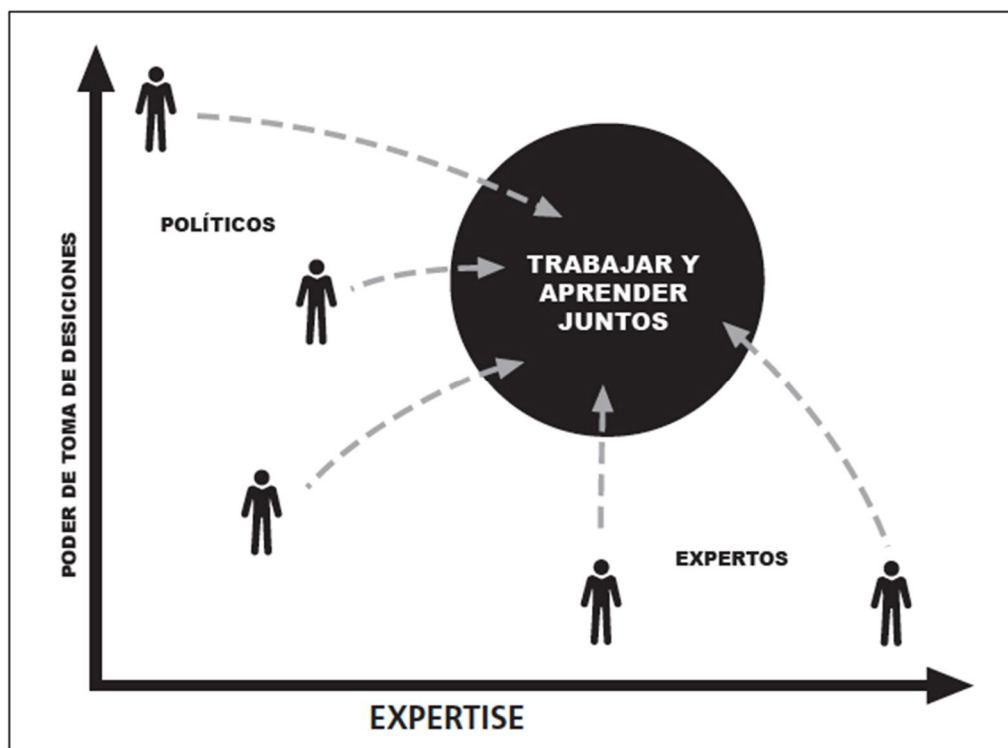 POLÍTICOS
TRABAJAR Y
APRENDER
JUNTOS
PODER DE TOMA DE DESICIONES
EXPERTOS
EXPERTISE